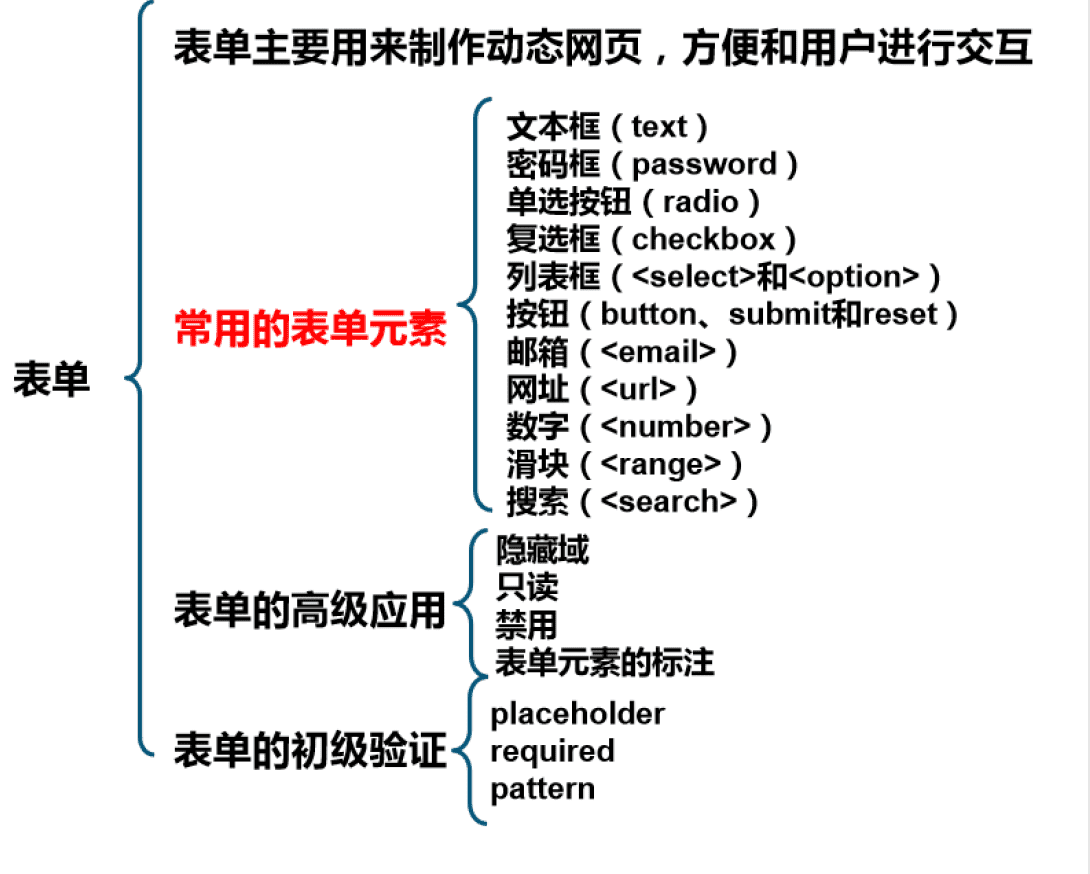 表单主要用来制作动态网页，方便和用户进行交互
文本框（text）
密码框（password）
单选按钮（radio）
复选框（checkbox）
列表框（<select>和<option>）
常用的表单元素
按钮（button、submit和reset）
邮箱（<email>）
表单
网址（<url>）
数字（<number>）
滑块（<range>）
搜索（<search>）
隐藏域
只读
表单的高级应用
禁用
表单元素的标注
placeholder
表单的初级验证
required
pattern